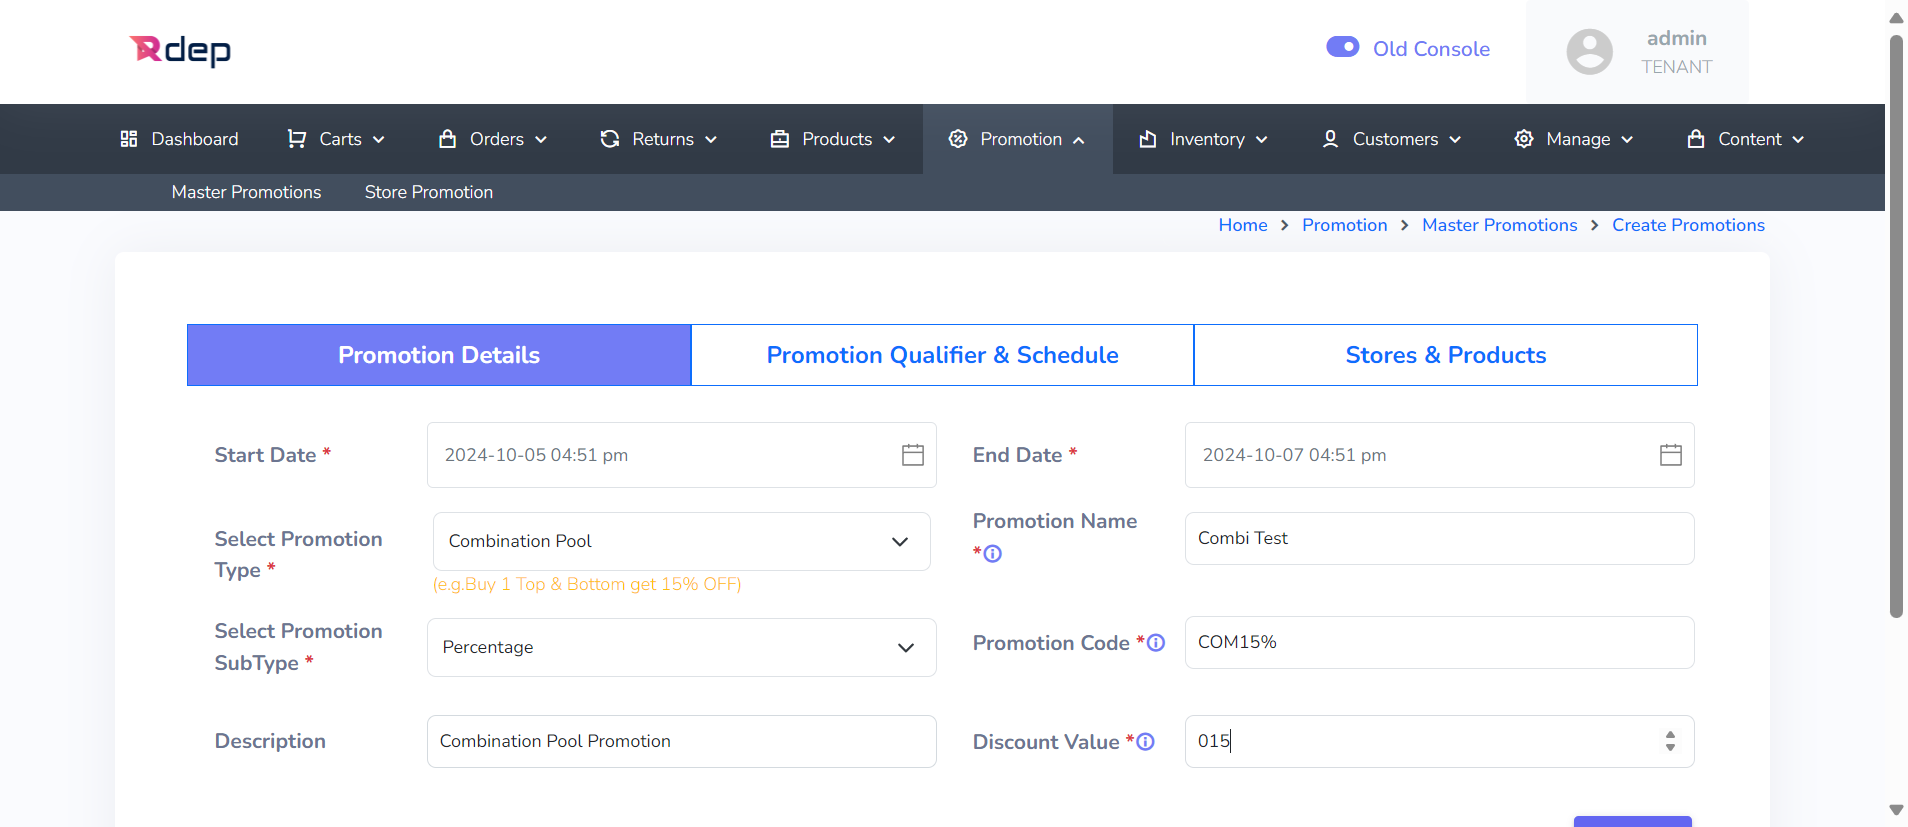 Rdep
Old Console
admin
TENANT
Dashboard Carts Orders Returns Products Promotion Inventory Customers Manage Content
Master Promotions Store Promotion
Home > Promotion > Master Promotions > Create Promotions
Promotion Details Promotion Qualifier & Schedule Stores & Products
Start Date * 2024-10-05 04:51 pm End Date * 2024-10-07 04:51 pm
Select Promotion Type * Combination Pool
(e.g.Buy 1 Top & Bottom get 15% OFF)
Promotion Name * Combi Test
Select Promotion SubType * Percentage
Promotion Code * COM15%
Description Combination Pool Promotion
Discount Value * 015